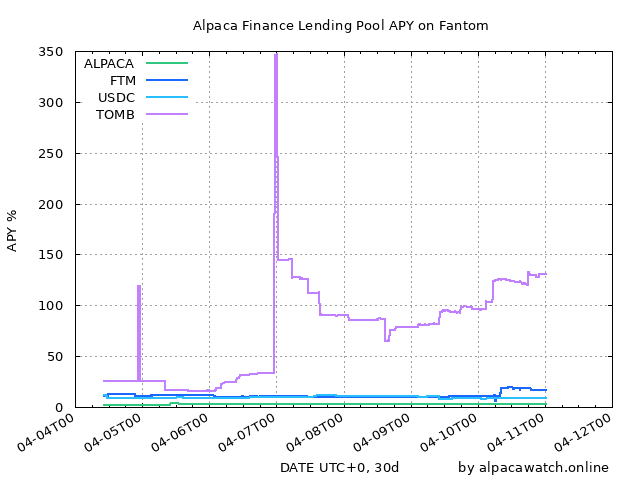 Alpaca Finance Lending Pool APY on Fantom
350
300
250
200
150
100
50
0
APY %
ALPACA
FTM
USDC
TOMB
04-04T00
04-05T00
04-06T00
04-07T00
04-08T00
04-09T00
04-10T00
04-11T00
04-12T00
DATE UTC+0, 30d
by alpacawatch.online